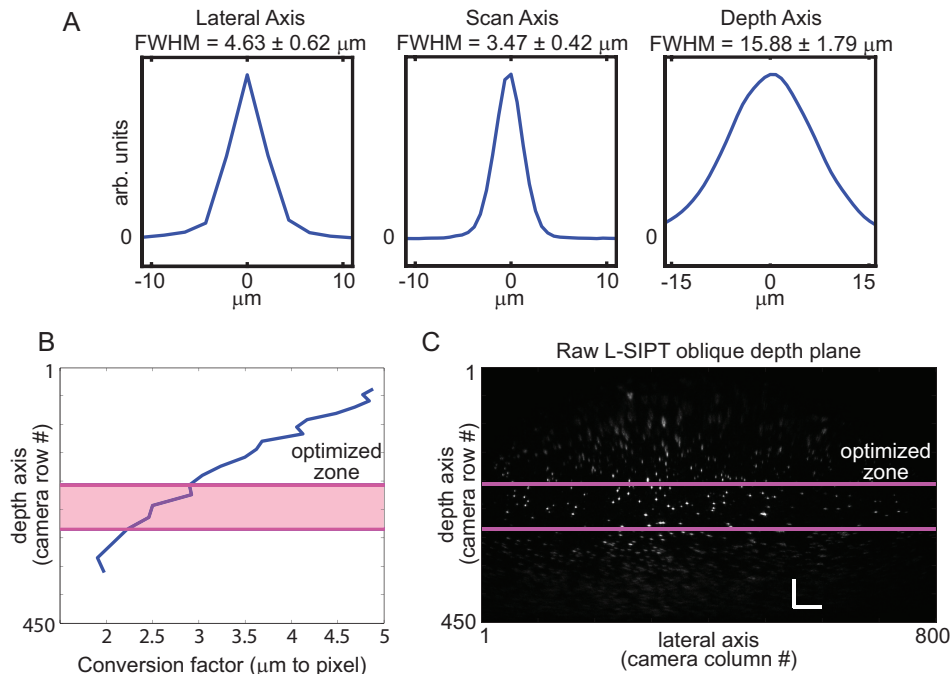 A
Lateral Axis
FWHM = 4.63 ± 0.62 μm
Scan Axis
FWHM = 3.47 ± 0.42 μm
Depth Axis
FWHM = 15.88 ± 1.79 μm
arb. units
0
0
0
-10 0 10
μm
-10 0 10
μm
-15 0 15
μm
B
1
450
depth axis
(camera row #)
optimized
zone
2 2.5 3 3.5 4 4.5 5
Conversion factor (μm to pixel)
C
Raw L-SIPT oblique depth plane
1
450
depth axis
(camera row #)
optimized
zone
1 800
lateral axis
(camera column #)